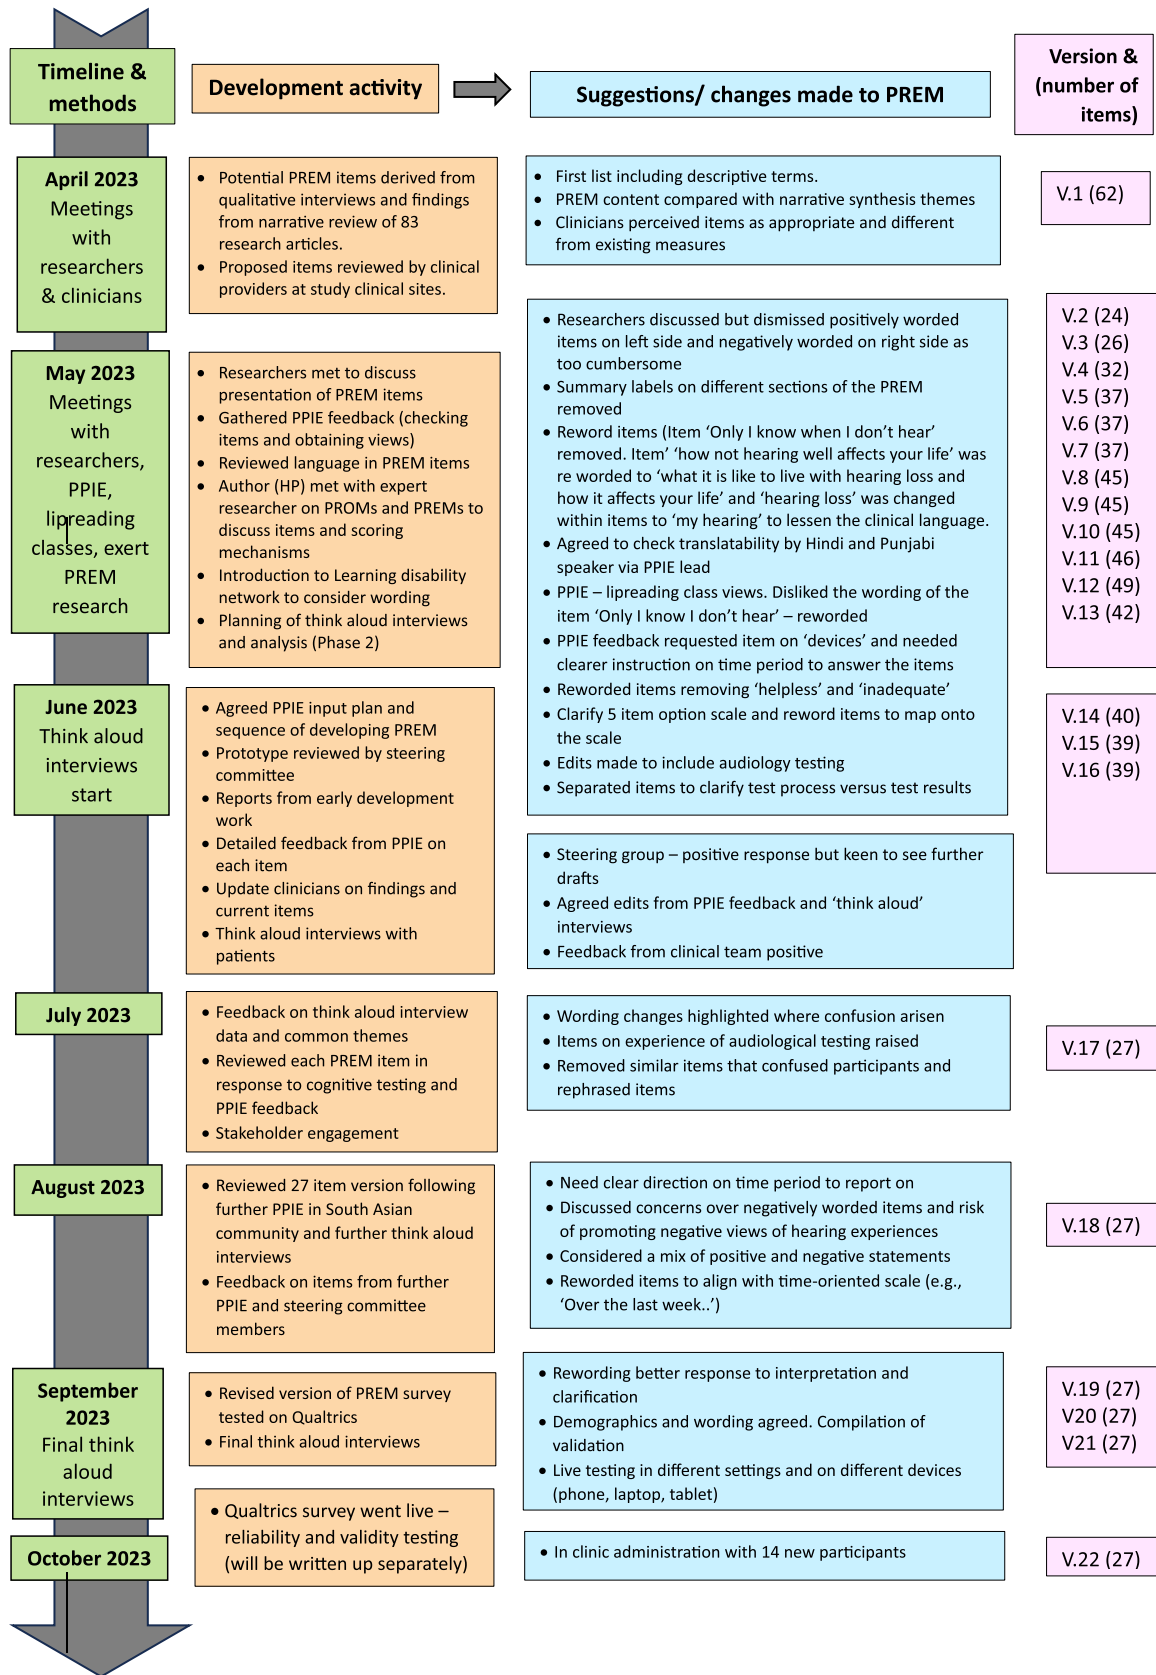 Timeline &
methods
Development activity
Suggestions/ changes made to PREM
Version &
(number of
items)
April 2023
Meetings
with
researchers
& clinicians
• Potential PREM items derived from
qualitative interviews and findings
from narrative review of 83
research articles.
• Proposed items reviewed by clinical
providers at study clinical sites.
• First list including descriptive terms.
• PREM content compared with narrative synthesis themes
• Clinicians perceived items as appropriate and different
from existing measures
V.1 (62)
May 2023
Meetings
with
researchers,
PPIE,
lipreading
classes, exert
PREM
research
• Researchers met to discuss
presentation of PREM items
• Gathered PPIE feedback (checking
items and obtaining views)
• Reviewed language in PREM items
• Author (HP) met with expert
researcher on PROMs and PREMs to
discuss items and scoring
mechanisms
• Introduction to Learning disability
network to consider wording
• Planning of think aloud interviews
and analysis (Phase 2)
• Researchers discussed but dismissed positively worded
items on left side and negatively worded on right side as
too cumbersome
• Summary labels on different sections of the PREM
removed
• Reword items (Item ‘Only I know when I don’t hear’
removed. Item’ ‘how not hearing well affects your life’ was
re worded to ‘what it is like to live with hearing loss and
how it affects your life’ and ‘hearing loss’ was changed
within items to ‘my hearing’ to lessen the clinical language.
• Agreed to check translatability by Hindi and Punjabi
speaker via PPIE lead
• PPIE – lipreading class views. Disliked the wording of the
item ‘Only I know I don’t hear’ – reworded
• PPIE feedback requested item on ‘devices’ and needed
clearer instruction on time period to answer the items
• Reworded items removing ‘helpless’ and ‘inadequate’
• Clarify 5 item option scale and reword items to map onto
the scale
• Edits made to include audiology testing
• Separated items to clarify test process versus test results
V.2 (24)
V.3 (26)
V.4 (32)
V.5 (37)
V.6 (37)
V.7 (37)
V.8 (45)
V.9 (45)
V.10 (45)
V.11 (46)
V.12 (49)
V.13 (42)
June 2023
Think aloud
interviews
start
• Agreed PPIE input plan and
sequence of developing PREM
• Prototype reviewed by steering
committee
• Reports from early development
work
• Detailed feedback from PPIE on
each item
• Update clinicians on findings and
current items
• Think aloud interviews with
patients
• Steering group – positive response but keen to see further
drafts
• Agreed edits from PPIE feedback and ‘think aloud’
interviews
• Feedback from clinical team positive
V.14 (40)
V.15 (39)
V.16 (39)
July 2023
• Feedback on think aloud interview
data and common themes
• Reviewed each PREM item in
response to cognitive testing and
PPIE feedback
• Stakeholder engagement
• Wording changes highlighted where confusion arisen
• Items on experience of audiological testing raised
• Removed similar items that confused participants and
rephrased items
V.17 (27)
August 2023
• Reviewed 27 item version following
further PPIE in South Asian
community and further think aloud
interviews
• Feedback on items from further
PPIE and steering committee
members
• Need clear direction on time period to report on
• Discussed concerns over negatively worded items and risk
of promoting negative views of hearing experiences
• Considered a mix of positive and negative statements
• Reworded items to align with time-oriented scale (e.g.,
‘Over the last week..’)
V.18 (27)
September
2023
Final think
aloud
interviews
• Revised version of PREM survey
tested on Qualtrics
• Final think aloud interviews
• Rewording better response to interpretation and
clarification
• Demographics and wording agreed. Compilation of
validation
• Live testing in different settings and on different devices
(phone, laptop, tablet)
V.19 (27)
V20 (27)
V21 (27)
October 2023
• Qualtrics survey went live –
reliability and validity testing
(will be written up separately)
• In clinic administration with 14 new participants
V.22 (27)